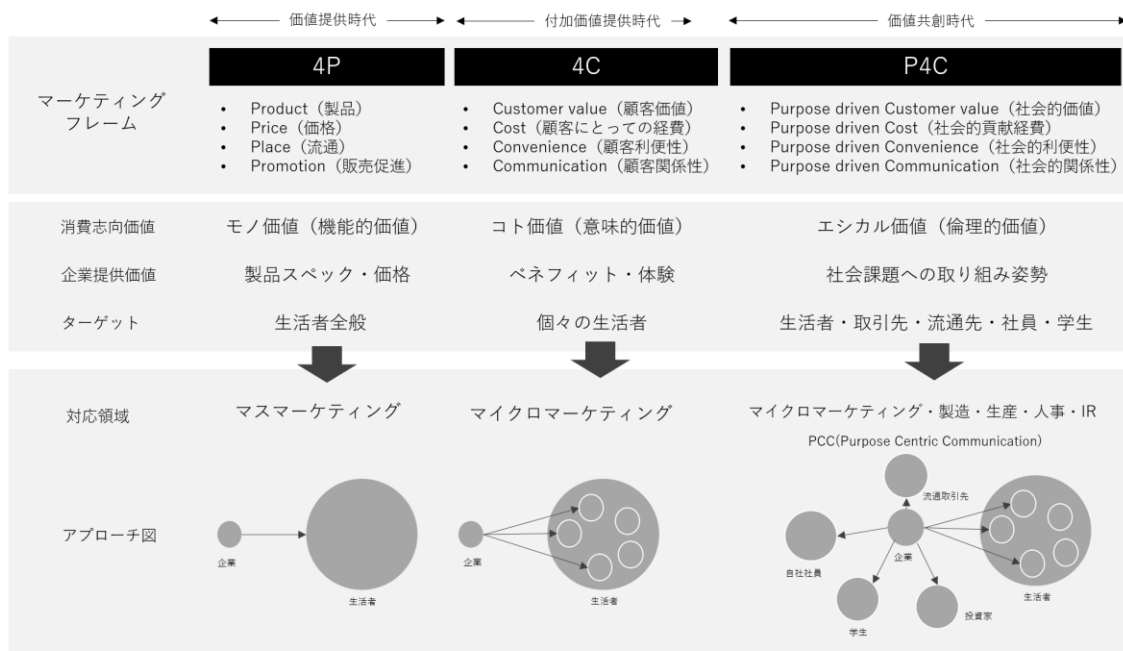 価値提供時代
付加価値提供時代
価値共創時代
マーケティング
フレーム
4P
• Product（製品）
• Price（価格）
• Place（流通）
• Promotion（販売促進）
4C
• Customer value（顧客価値）
• Cost（顧客にとっての経費）
• Convenience（顧客利便性）
• Communication（顧客関係性）
P4C
• Purpose driven Customer value（社会的価値）
• Purpose driven Cost（社会的貢献経費）
• Purpose driven Convenience（社会的利便性）
• Purpose driven Communication（社会的関係性）
消費志向価値
モノ価値（機能的価値）
コト価値（意味的価値）
エシカル価値（倫理的価値）
企業提供価値
製品スペック・価格
ベネフィット・体験
社会課題への取り組み姿勢
ターゲット
生活者全般
個々の生活者
生活者・取引先・流通先・社員・学生
対応領域
マスマーケティング
マイクロマーケティング
マイクロマーケティング・製造・生産・人事・IR
PCC(Purpose Centric Communication)
アプローチ図
企業
生活者
企業
生活者
流通取引先
企業
自社社員
学生
投資家
生活者